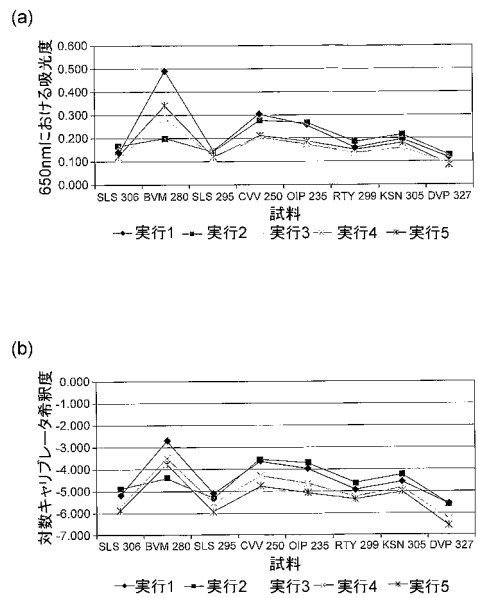 (a)
650nmにおける吸光度
0.600
0.500
0.400
0.300
0.200
0.100
0.000
SLS 306 BVM 280 SLS 295 CVV 250 OIP 235 RTY 299 KSN 305 DVP 327
試料
実行1 実行2 実行3 実行4 実行5
(b)
対数キャリブレータ希釈度
0.000
-1.000
-2.000
-3.000
-4.000
-5.000
-6.000
-7.000
SLS 306 BVM 280 SLS 295 CVV 250 OIP 235 RTY 299 KSN 305 DVP 327
試料
実行1 実行2 実行3 実行4 実行5